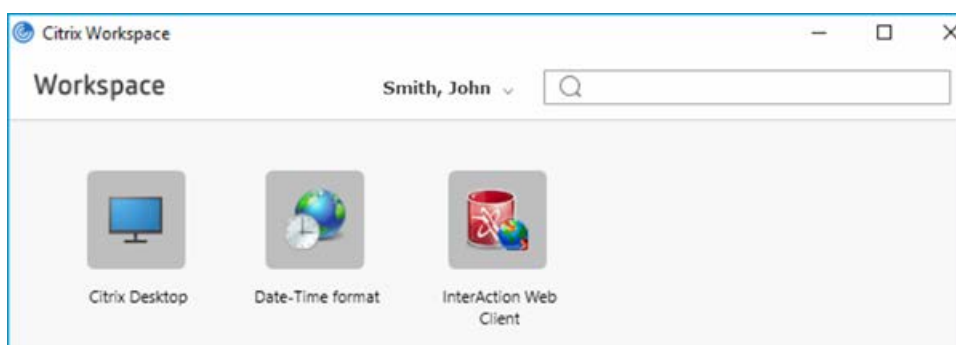 Citrix Workspace
Workspace
Smith, John
Citrix Desktop
Date-Time format
InterAction Web
Client